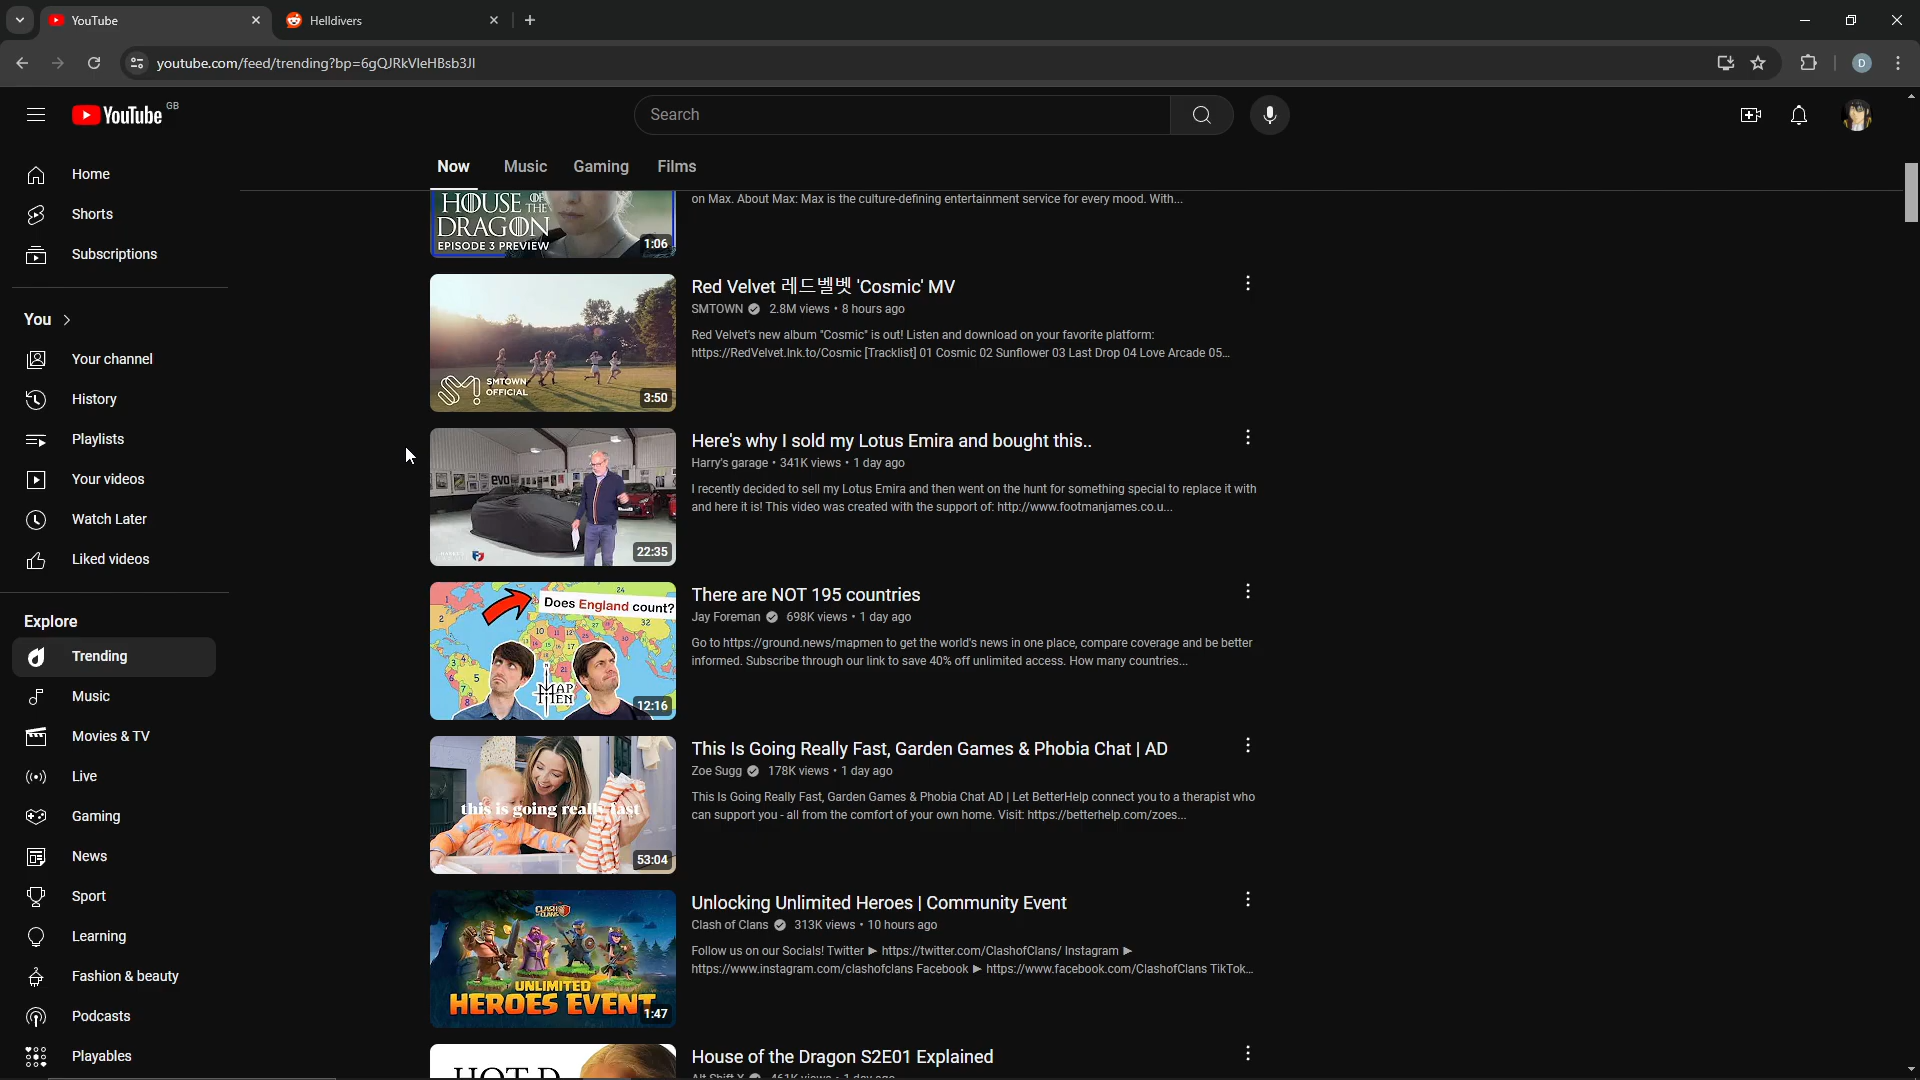 YouTube
Helldivers
youtube.com/feed/trending?bp=6gQJRkVleHBsb3Jl
YouTube GB
Search
Now Music Gaming Films
Home
Shorts
Subscriptions
You
Your channel
History
Playlists
Your videos
Watch Later
Liked videos
Explore
Trending
Music
Movies & TV
Live
Gaming
News
Sport
Learning
Fashion & beauty
Podcasts
Playables
HOUSE OF THE
DRAGON
EPISODE 3 PREVIEW
1:06
on Max. About Max: Max is the culture-defining entertainment service for every mood. With...
SMTOWN
OFFICIAL
3:50
Red Velvet 레드벨벳 'Cosmic' MV
SMTOWN 2.8M views • 8 hours ago
Red Velvet's new album "Cosmic" is out! Listen and download on your favorite platform:
https://RedVelvet.lnk.to/Cosmic [Tracklist] 01 Cosmic 02 Sunflower 03 Last Drop 04 Love Arcade 05...
evo
22:35
Here's why I sold my Lotus Emira and bought this..
Harry's garage • 341K views • 1 day ago
I recently decided to sell my Lotus Emira and then went on the hunt for something special to replace it with
and here it is! This video was created with the support of: http://www.footmanjames.co.u...
Does England count?
MAP
MEN
12:16
There are NOT 195 countries
Jay Foreman 698K views • 1 day ago
Go to https://ground.news/mapmen to get the world's news in one place, compare coverage and be better
informed. Subscribe through our link to save 40% off unlimited access. How many countries...
this is going really fast
53:04
This Is Going Really Fast, Garden Games & Phobia Chat | AD
Zoe Sugg 178K views • 1 day ago
This Is Going Really Fast, Garden Games & Phobia Chat AD | Let BetterHelp connect you to a therapist who
can support you - all from the comfort of your own home. Visit: https://betterhelp.com/zoes...
CLASH OF CLANS
UNLIMITED
HEROES EVENT
1:47
Unlocking Unlimited Heroes | Community Event
Clash of Clans 313K views • 10 hours ago
Follow us on our Socials! Twitter ► https://twitter.com/ClashofClans/ Instagram ►
https://www.instagram.com/clashofclans Facebook ► https://www.facebook.com/ClashofClans TikTok...
HOT D
House of the Dragon S2E01 Explained
Alt Shift X 461K views • 1 day ago